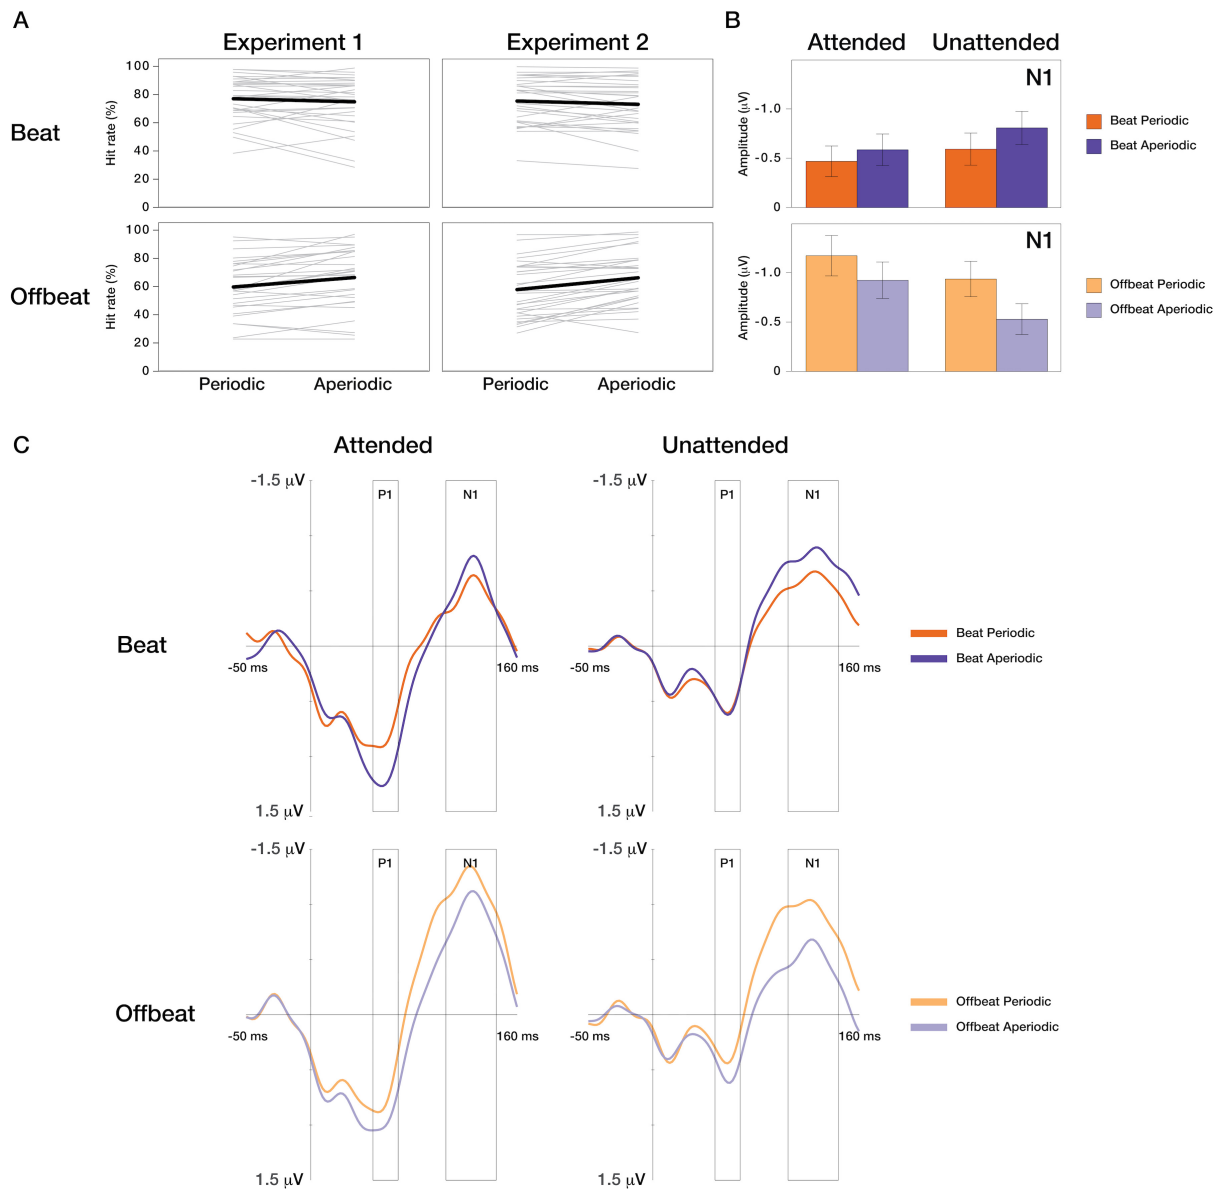 A
Experiment 1
Experiment 2
Beat
Hit rate (%)
100
80
60
40
20
0
Offbeat
Hit rate (%)
100
80
60
40
20
0
Periodic
Aperiodic
Periodic
Aperiodic
B
Attended
Unattended
N1
Amplitude (µV)
-1.0
-0.5
0
Beat Periodic
Beat Aperiodic
N1
Amplitude (µV)
-1.0
-0.5
0
Offbeat Periodic
Offbeat Aperiodic
C
Attended
Unattended
Beat
-1.5 µV
P1
N1
-50 ms
160 ms
1.5 µV
-1.5 µV
P1
N1
-50 ms
160 ms
1.5 µV
Beat Periodic
Beat Aperiodic
Offbeat
-1.5 µV
P1
N1
-50 ms
160 ms
1.5 µV
-1.5 µV
P1
N1
-50 ms
160 ms
1.5 µV
Offbeat Periodic
Offbeat Aperiodic